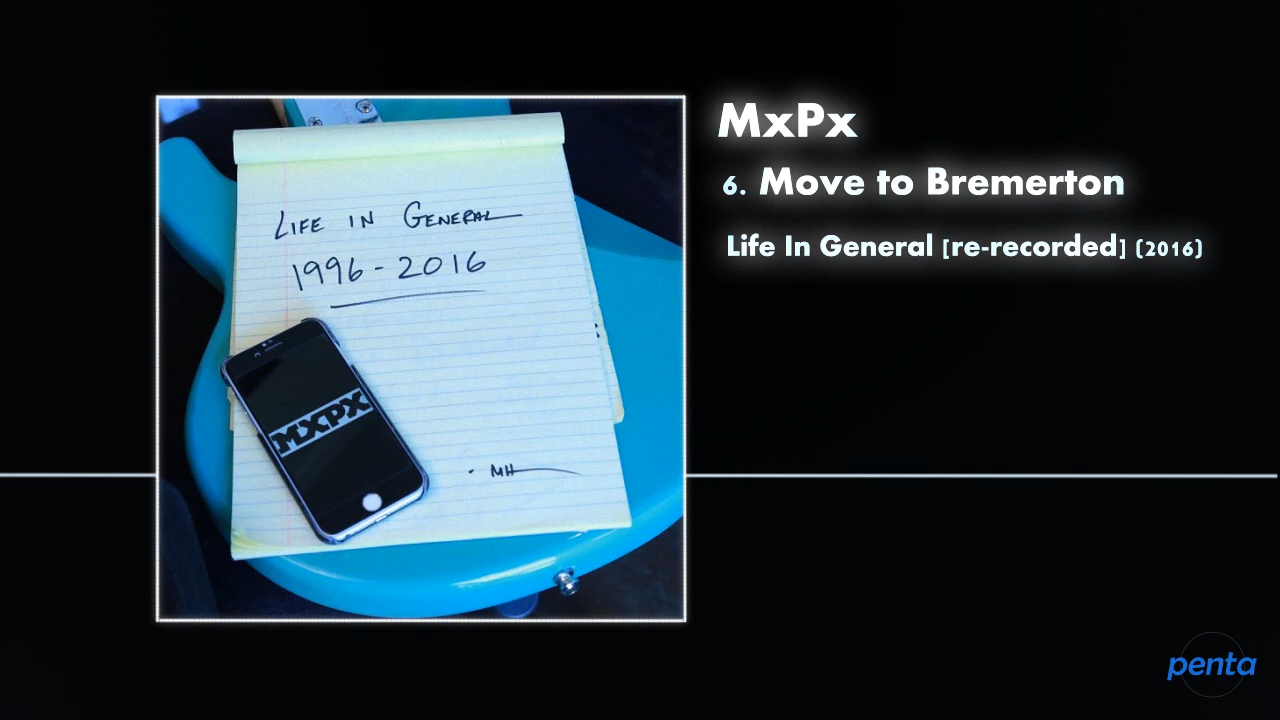 MxPx
6. Move to Bremerton
Life In General [re-recorded] (2016)
LIFE IN GENERAL
1996-2016
MXPX
- MH
penta